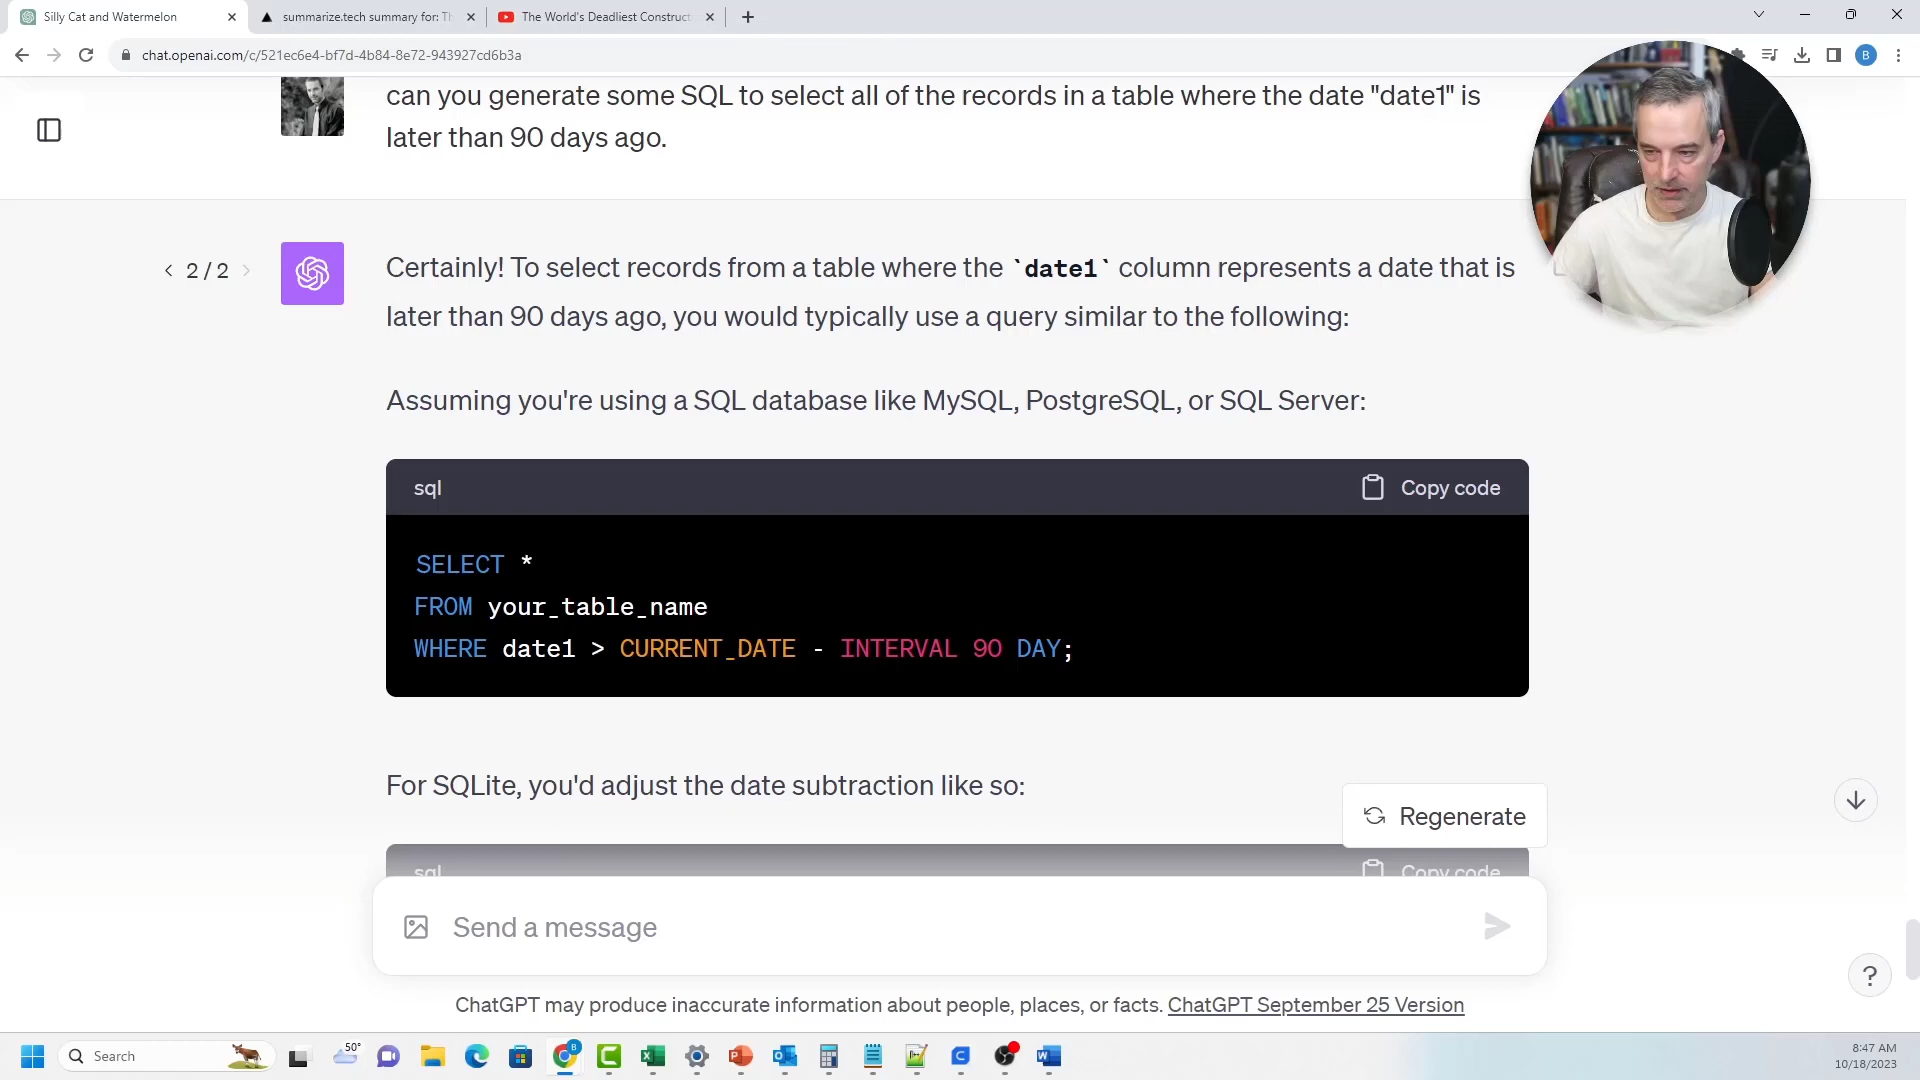 Silly Cat and Watermelon
summarize.tech summary for: Th
The World's Deadliest Construct
chat.openai.com/c/521ec6e4-bf7d-4b84-8e72-943927cd6b3a
B
can you generate some SQL to select all of the records in a table where the date "date1" is
later than 90 days ago.
2 / 2
Certainly! To select records from a table where the `date1` column represents a date that is
later than 90 days ago, you would typically use a query similar to the following:
Assuming you're using a SQL database like MySQL, PostgreSQL, or SQL Server:
sql
Copy code
SELECT *
FROM your_table_name
WHERE date1 > CURRENT_DATE - INTERVAL 90 DAY;
For SQLite, you'd adjust the date subtraction like so:
Regenerate
sql
Copy code
Send a message
?
ChatGPT may produce inaccurate information about people, places, or facts. ChatGPT September 25 Version
Search
50°
8:47 AM
10/18/2023